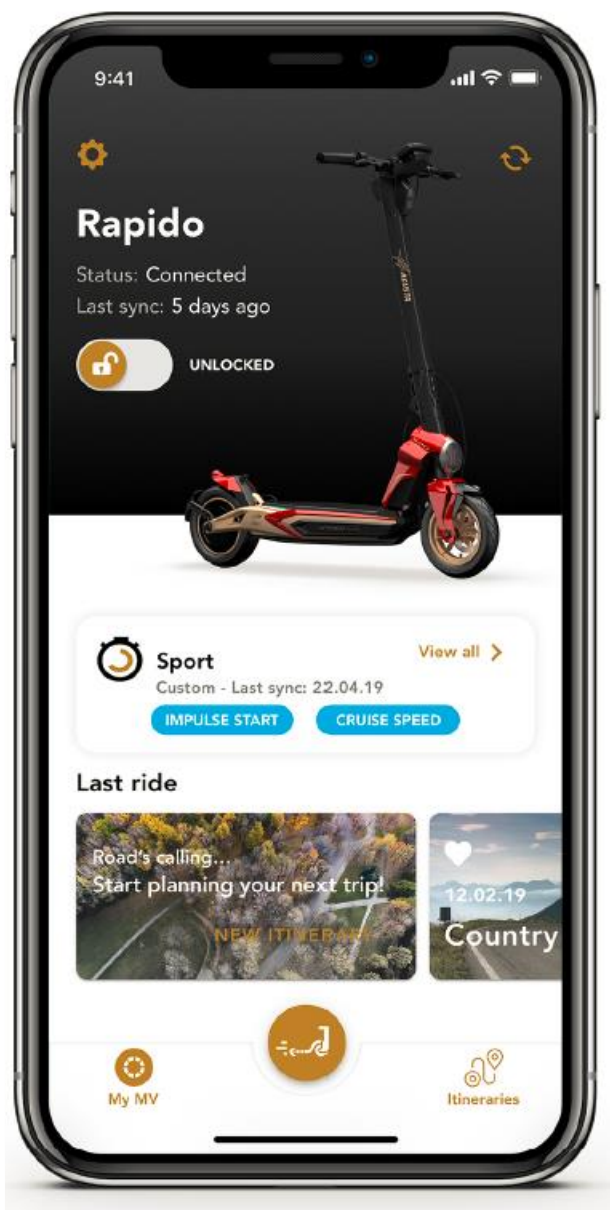 9:41
Rapido
Status: Connected
Last sync: 5 days ago
UNLOCKED
AGUSTA
Sport
View all
Custom - Last sync: 22.04.19
IMPULSE START
CRUISE SPEED
Last ride
Road's calling...
Start planning your next trip!
NEW ITINERARY
12.02.19
Country
My MV
Itineraries